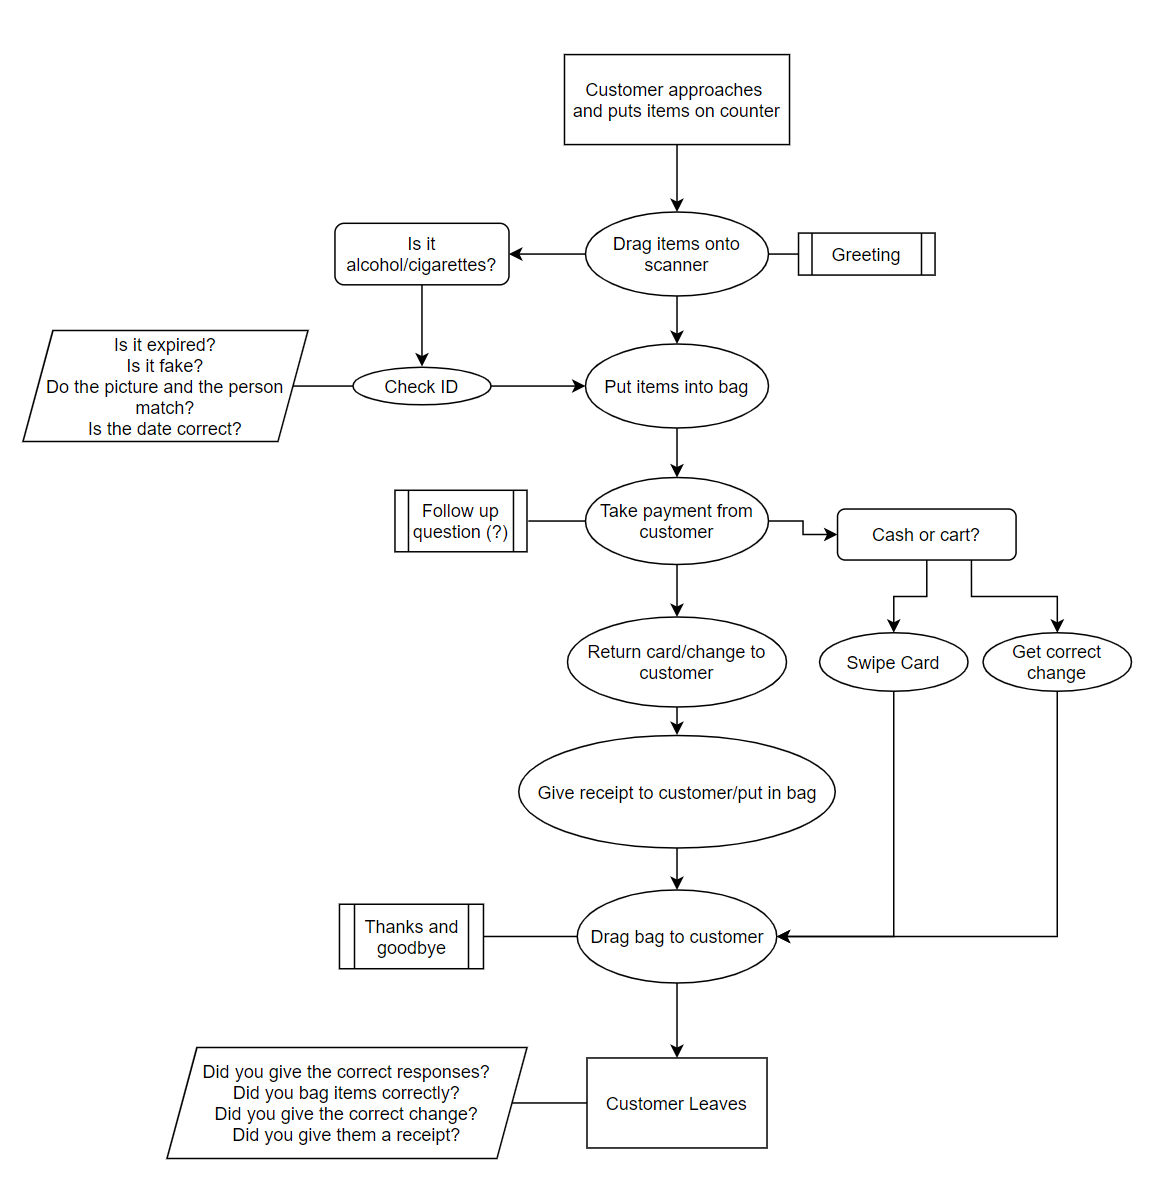 Customer approaches
and puts items on counter
Is it
alcohol/cigarettes?
Drag items onto
scanner
Greeting
Is it expired?
Is it fake?
Do the picture and the person
match?
Is the date correct?
Check ID
Put items into bag
Follow up
question (?)
Take payment from
customer
Cash or cart?
Return card/change to
customer
Swipe Card
Get correct
change
Give receipt to customer/put in bag
Thanks and
goodbye
Drag bag to customer
Did you give the correct responses?
Did you bag items correctly?
Did you give the correct change?
Did you give them a receipt?
Customer Leaves